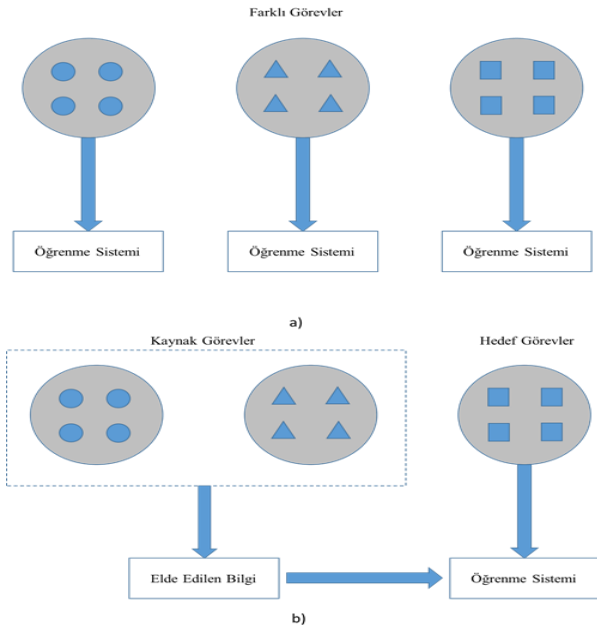 Farklı Görevler
Öğrenme Sistemi
Öğrenme Sistemi
Öğrenme Sistemi
a)
Kaynak Görevler
Hedef Görevler
Elde Edilen Bilgi
Öğrenme Sistemi
b)